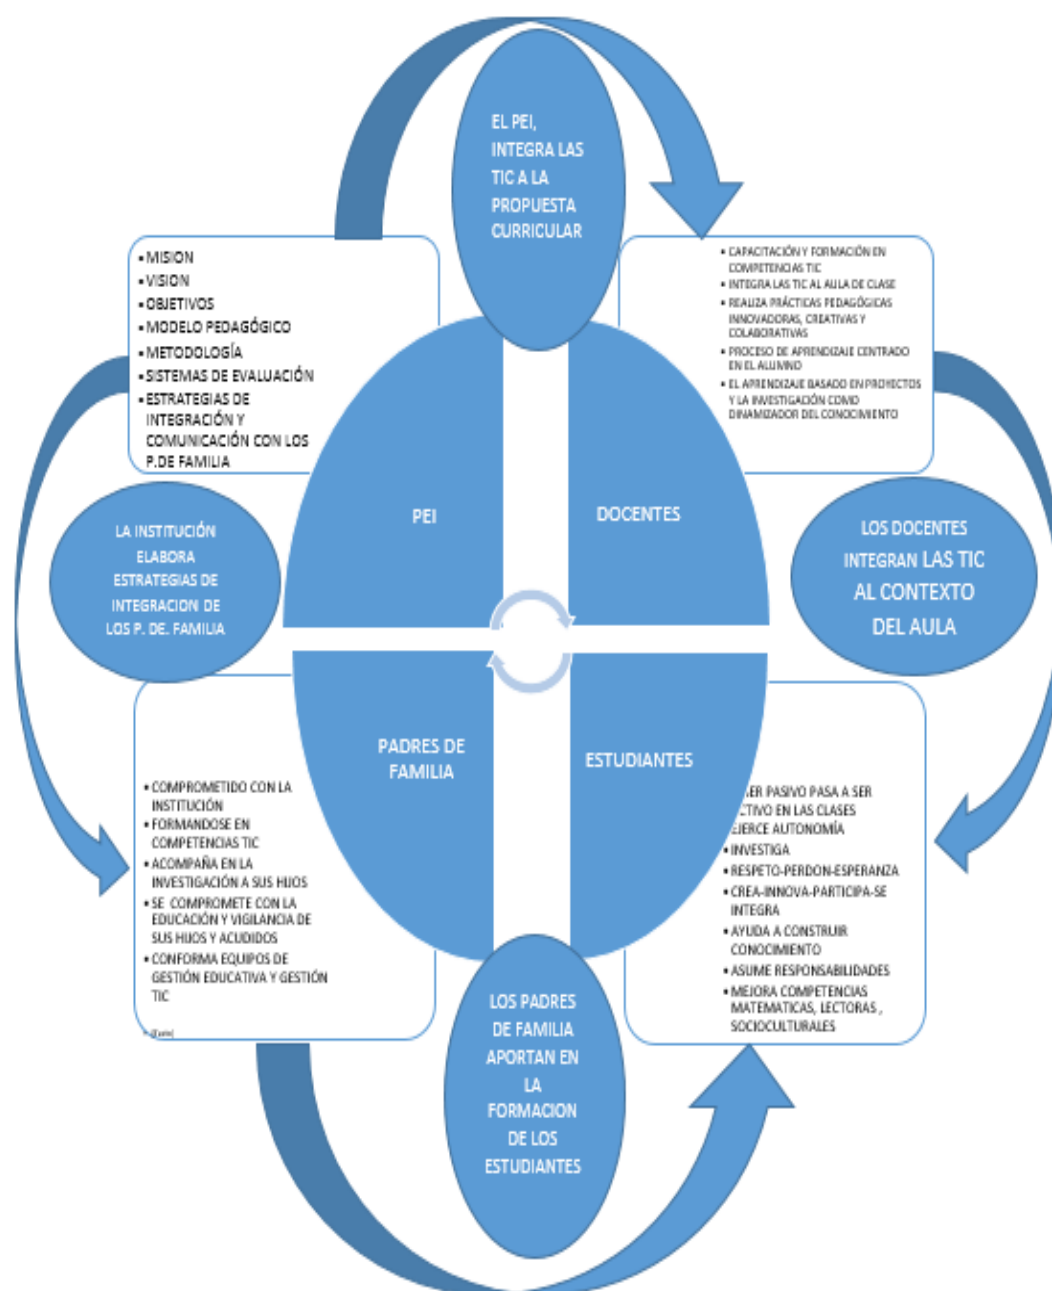 EL PEI,
INTEGRA LAS
TIC A LA
PROPUESTA
CURRICULAR
▪ MISION
▪ VISION
▪ OBJETIVOS
▪ MODELO PEDAGÓGICO
▪ METODOLOGÍA
▪ SISTEMAS DE EVALUACIÓN
▪ ESTRATEGIAS DE
INTEGRACIÓN Y
COMUNICACIÓN CON LOS
P.DE FAMILIA
▪ CAPACITACIÓN Y FORMACIÓN EN
COMPETENCIAS TIC
▪ INTEGRA LAS TIC AL AULA DE CLASE
▪ REALIZA PRÁCTICAS PEDAGÓGICAS
INNOVADORAS, CREATIVAS Y
COLABORATIVAS
▪ PROCESO DE APRENDIZAJE CENTRADO
EN EL ALUMNO
▪ EL APRENDIZAJE BASADO EN PROYECTOS
Y LA INVESTIGACIÓN COMO
DINAMIZADOR DEL CONOCIMIENTO
PEI
DOCENTES
LA INSTITUCIÓN
ELABORA
ESTRATEGIAS DE
INTEGRACION DE
LOS P. DE. FAMILIA
LOS DOCENTES
INTEGRAN LAS TIC
AL CONTEXTO
DEL AULA
PADRES DE
FAMILIA
ESTUDIANTES
• COMPROMETIDO CON LA
INSTITUCIÓN
• FORMANDOSE EN
COMPETENCIAS TIC
• ACOMPAÑA EN LA
INVESTIGACIÓN A SUS HIJOS
• SE COMPROMETE CON LA
EDUCACIÓN Y VIGILANCIA DE
SUS HIJOS Y ACUDIDOS
• CONFORMA EQUIPOS DE
GESTIÓN EDUCATIVA Y GESTIÓN
TIC
PASIVO PASA A SER
CTIVO EN LAS CLASES
EJERCE AUTONOMÍA
• INVESTIGA
• RESPETO-PERDON-ESPERANZA
• CREA-INNOVA-PARTICIPA-SE
INTEGRA
• AYUDA A CONSTRUIR
CONOCIMIENTO
• ASUME RESPONSABILIDADES
• MEJORA COMPETENCIAS
MATEMATICAS, LECTORAS ,
SOCIOCULTURALES
LOS PADRES
DE FAMILIA
APORTAN EN
LA
FORMACION
DE LOS
ESTUDIANTES